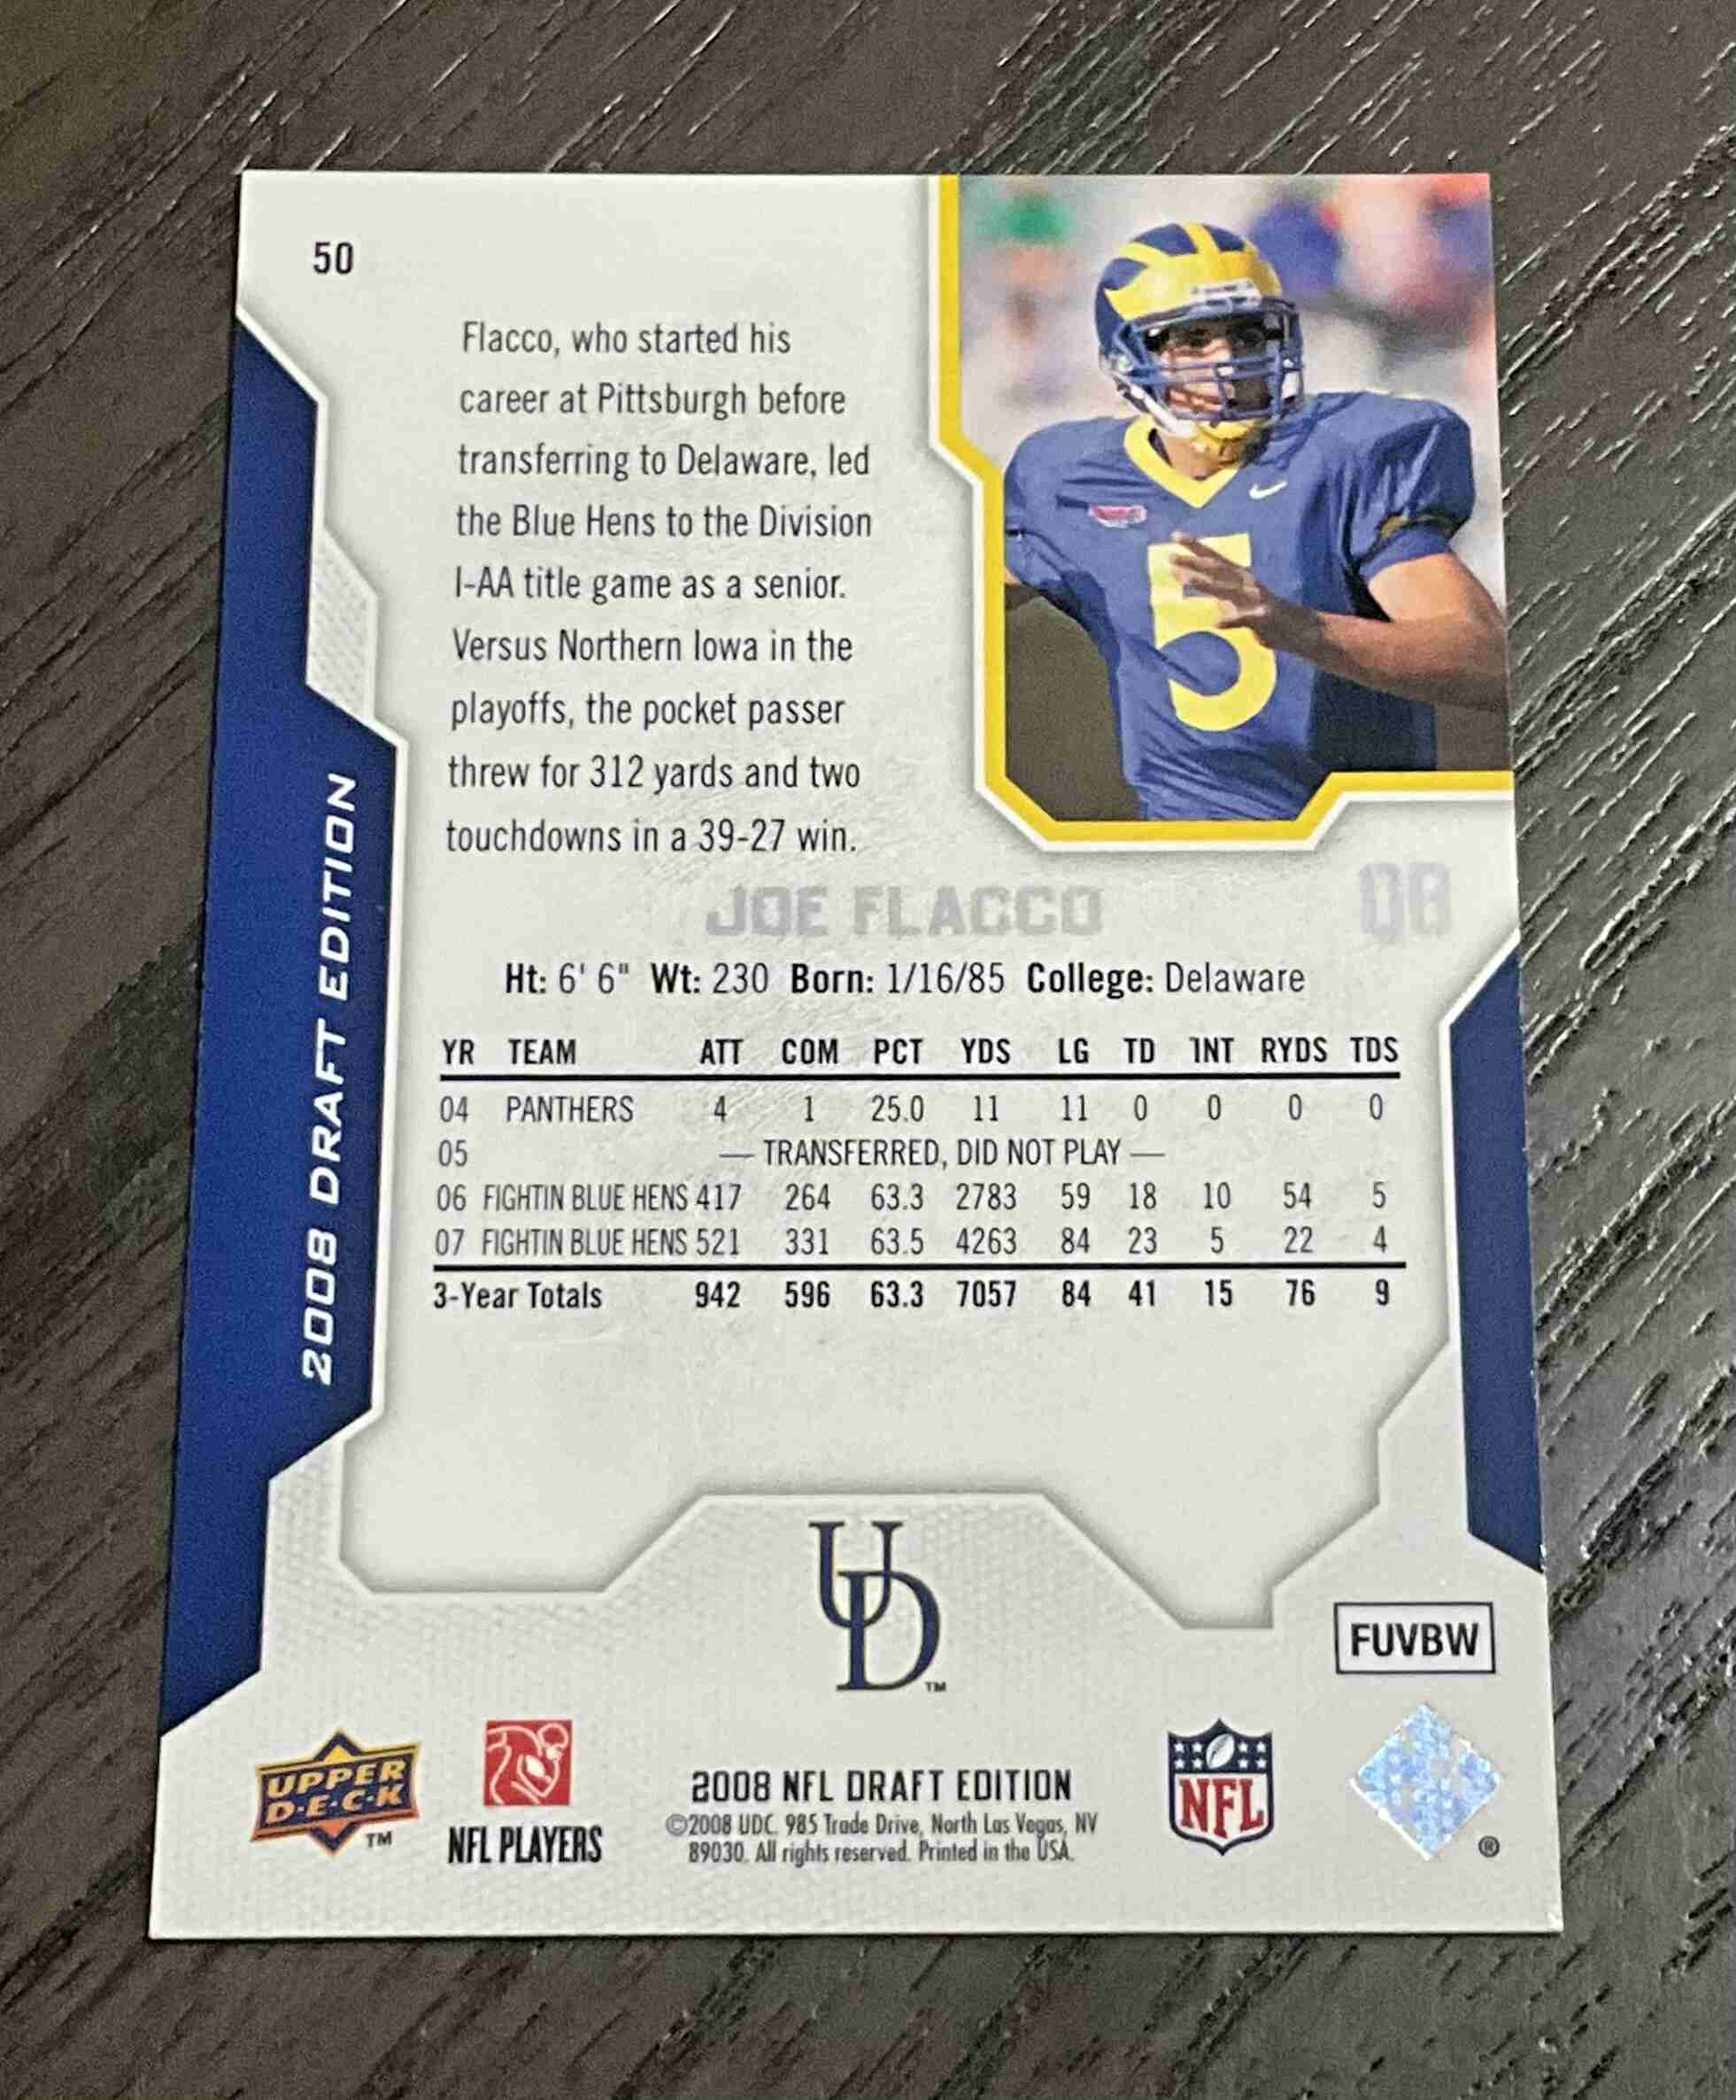 50
Flacco, who started his
career at Pittsburgh before
transferring to Delaware, led
the Blue Hens to the Division
I-AA title game as a senior.
Versus Northern Iowa in the
playoffs, the pocket passer
threw for 312 yards and two
touchdowns in a 39-27 win.
5
2008 DRAFT EDITION
JOE FLACCO QB
Ht: 6' 6" Wt: 230 Born: 1/16/85 College: Delaware
YR TEAM ATT COM PCT YDS LG TD INT RYDS TDS
04 PANTHERS 4 1 25.0 11 11 0 0 0 0
05 — TRANSFERRED, DID NOT PLAY —
06 FIGHTIN BLUE HENS 417 264 63.3 2783 59 18 10 54 5
07 FIGHTIN BLUE HENS 521 331 63.5 4263 84 23 5 22 4
3-Year Totals 942 596 63.3 7057 84 41 15 76 9
UD™
FUVBW
UPPER
D·E·C·K
™
NFL PLAYERS
2008 NFL DRAFT EDITION
©2008 UDC. 985 Trade Drive, North Las Vegas, NV
89030. All rights reserved. Printed in the USA.
NFL
®